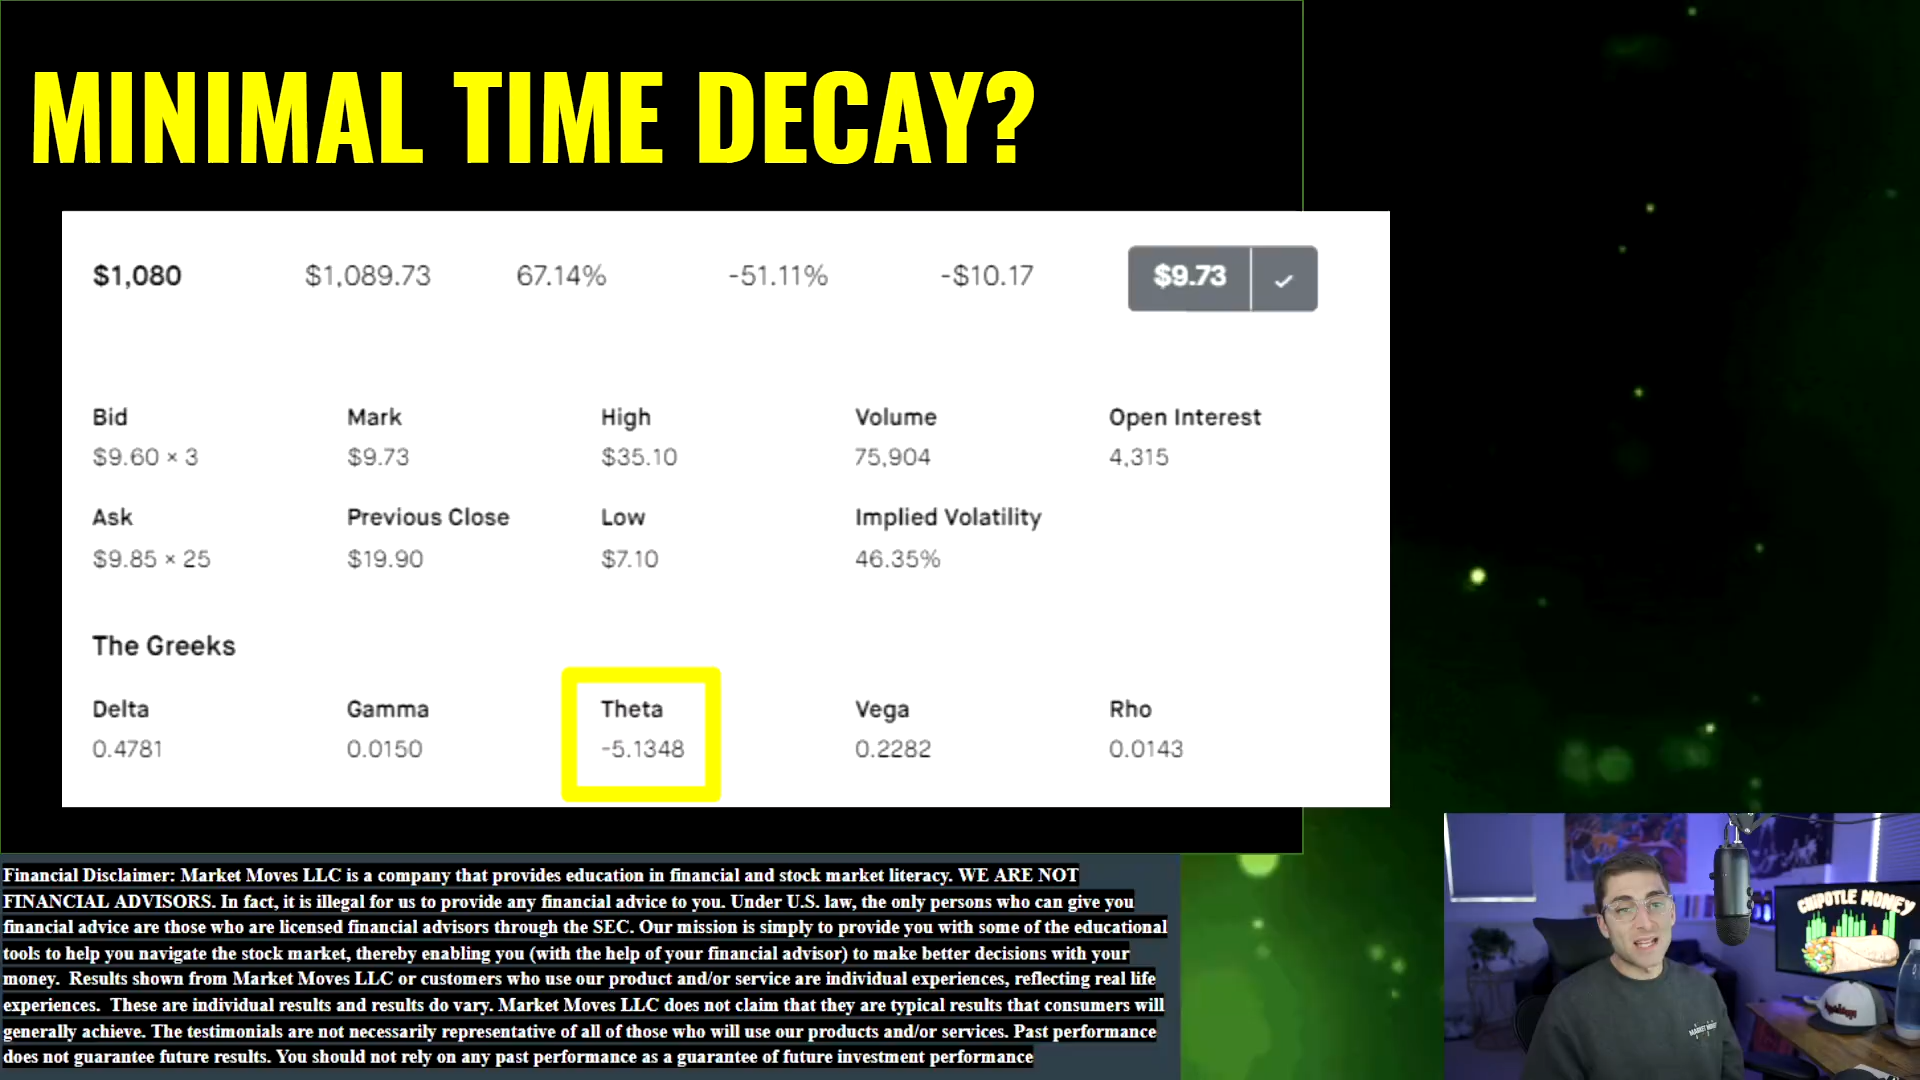 MINIMAL TIME DECAY?
$1,080 $1,089.73 67.14% -51.11% -$10.17 $9.73
Bid Mark High Volume Open Interest
$9.60 × 3 $9.73 $35.10 75,904 4,315
Ask Previous Close Low Implied Volatility
$9.85 × 25 $19.90 $7.10 46.35%
The Greeks
Delta Gamma Theta Vega Rho
0.4781 0.0150 -5.1348 0.2282 0.0143
Financial Disclaimer: Market Moves LLC is a company that provides education in financial and stock market literacy. WE ARE NOT
FINANCIAL ADVISORS. In fact, it is illegal for us to provide any financial advice to you. Under U.S. law, the only persons who can give you
financial advice are those who are licensed financial advisors through the SEC. Our mission is simply to provide you with some of the educational
tools to help you navigate the stock market, thereby enabling you (with the help of your financial advisor) to make better decisions with your
money.  Results shown from Market Moves LLC or customers who use our product and/or service are individual experiences, reflecting real life
experiences.  These are individual results and results do vary. Market Moves LLC does not claim that they are typical results that consumers will
generally achieve. The testimonials are not necessarily representative of all of those who will use our products and/or services. Past performance
does not guarantee future results. You should not rely on any past performance as a guarantee of future investment performance
CHIPOTLE MONEY